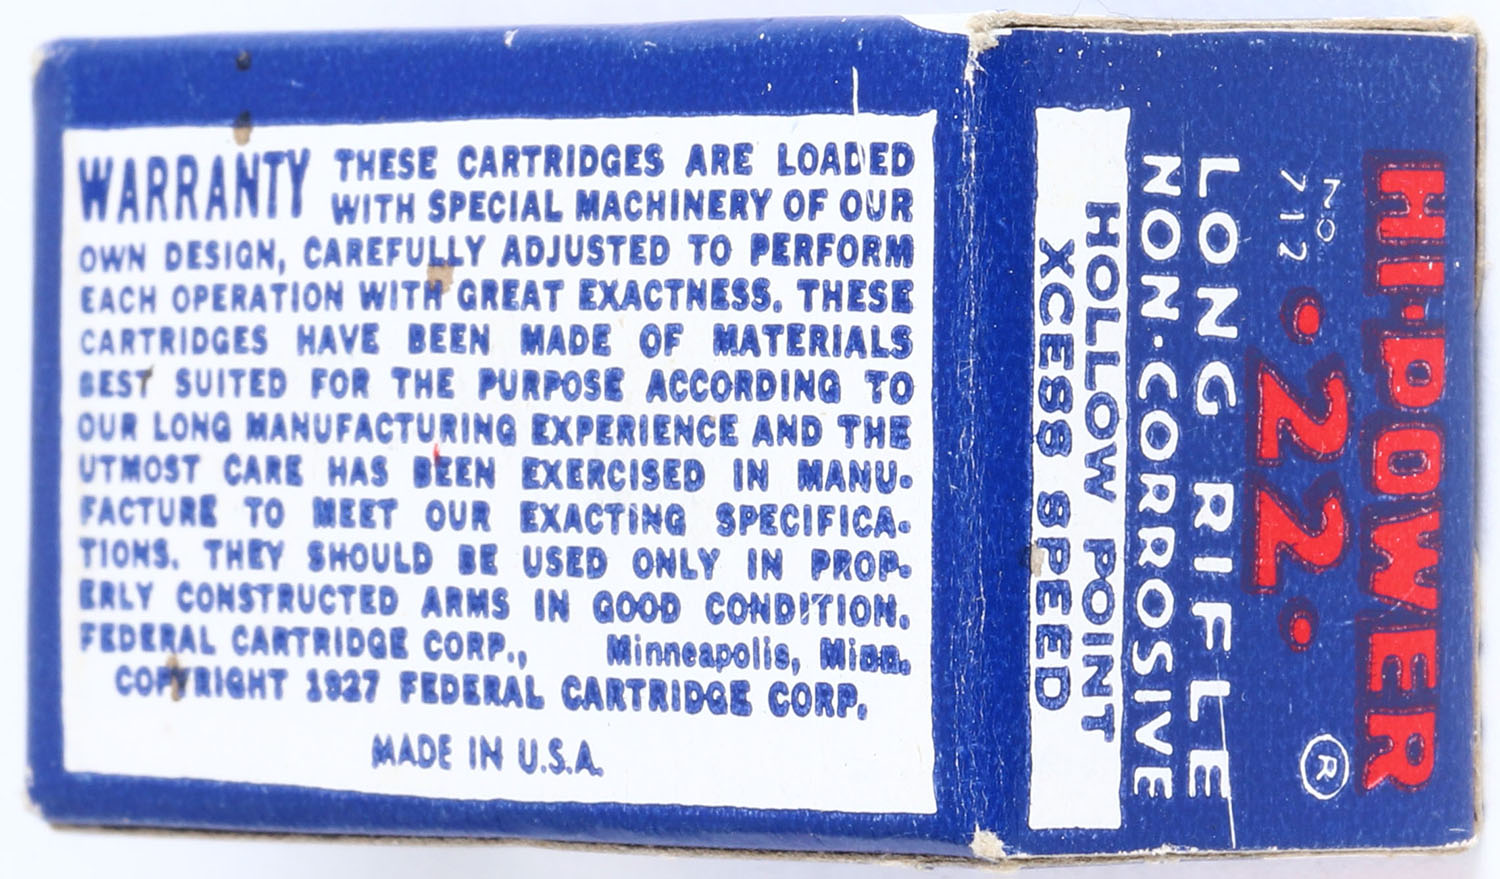 WARRANTY THESE CARTRIDGES ARE LOADED
WITH SPECIAL MACHINERY OF OUR
OWN DESIGN, CAREFULLY ADJUSTED TO PERFORM
EACH OPERATION WITH GREAT EXACTNESS. THESE
CARTRIDGES HAVE BEEN MADE OF MATERIALS
BEST SUITED FOR THE PURPOSE ACCORDING TO
OUR LONG MANUFACTURING EXPERIENCE AND THE
UTMOST CARE HAS BEEN EXERCISED IN MANU-
FACTURE TO MEET OUR EXACTING SPECIFICA-
TIONS. THEY SHOULD BE USED ONLY IN PROP-
ERLY CONSTRUCTED ARMS IN GOOD CONDITION.
FEDERAL CARTRIDGE CORP., Minneapolis, Minn.
COPYRIGHT 1927 FEDERAL CARTRIDGE CORP.
MADE IN U.S.A.
HI-POWER
NO. 712
.22. ®
LONG RIFLE
NON-CORROSIVE
HOLLOW POINT
XCESS SPEED